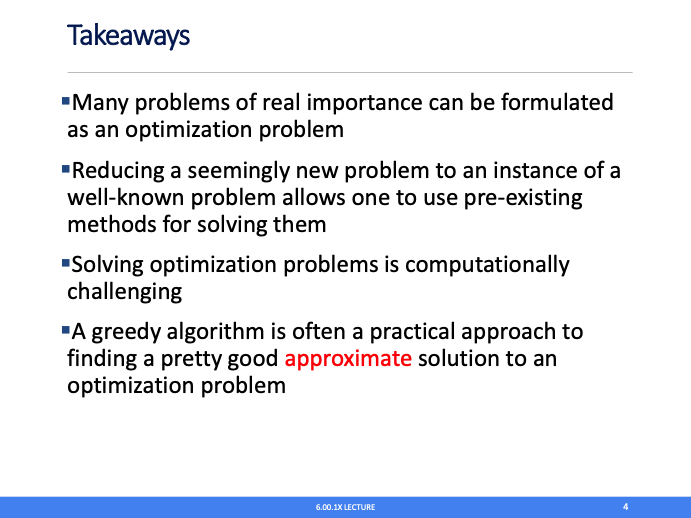 Takeaways
▪Many problems of real importance can be formulated
as an optimization problem
▪Reducing a seemingly new problem to an instance of a
well-known problem allows one to use pre-existing
methods for solving them
▪Solving optimization problems is computationally
challenging
▪A greedy algorithm is often a practical approach to
finding a pretty good approximate solution to an
optimization problem
6.00.1X LECTURE
4